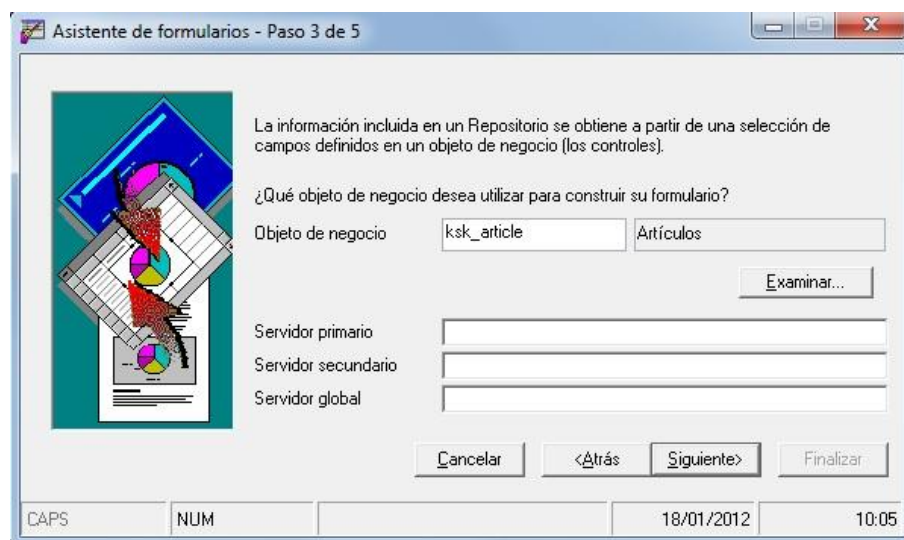 Asistente de formularios - Paso 3 de 5
La información incluida en un Repositorio se obtiene a partir de una selección de
campos definidos en un objeto de negocio (los controles).
¿Qué objeto de negocio desea utilizar para construir su formulario?
Objeto de negocio ksk_article Artículos
Examinar...
Servidor primario
Servidor secundario
Servidor global
Cancelar <Atrás Siguiente> Finalizar
CAPS NUM 18/01/2012 10:05